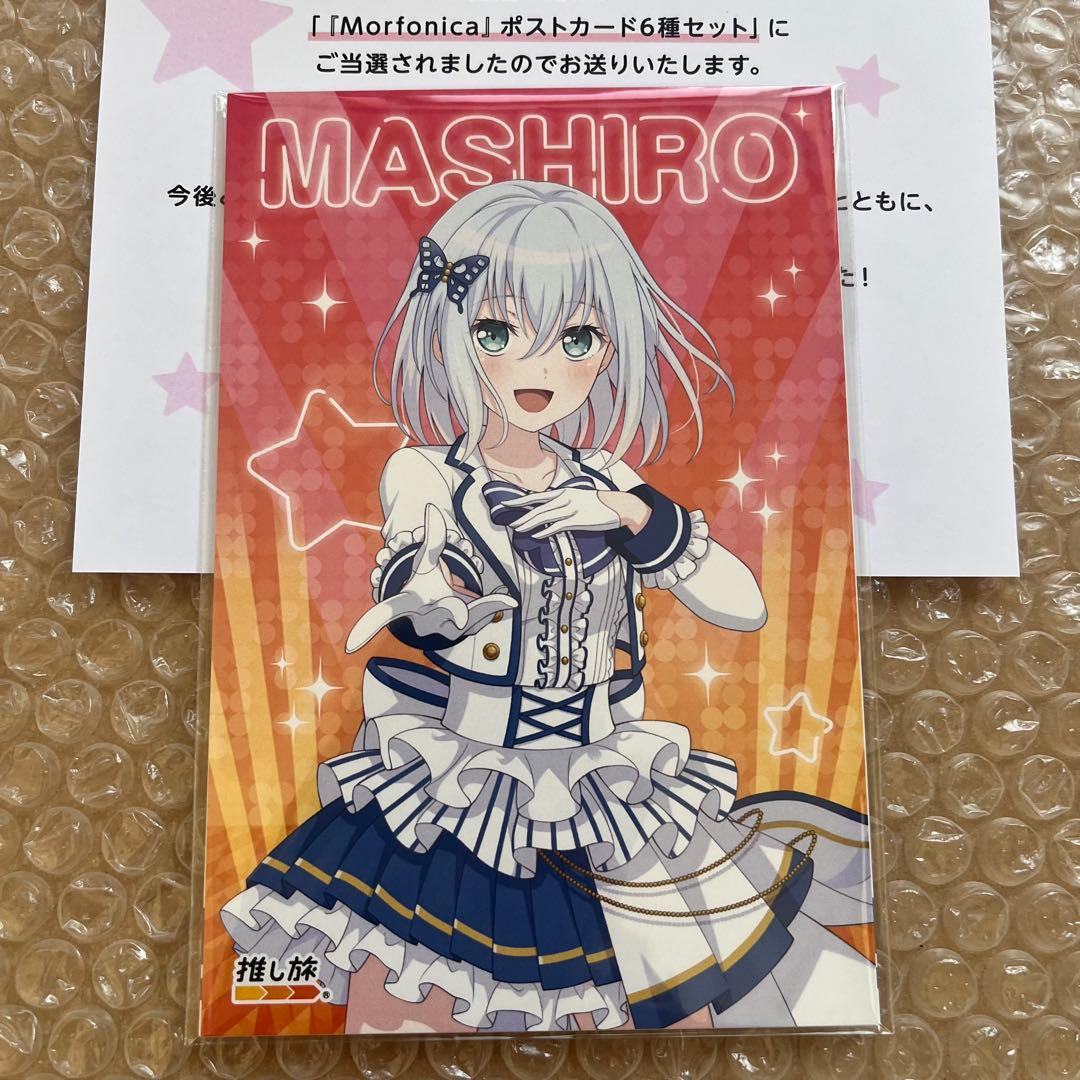 「『Morfonica』ポストカード6種セット」に
ご当選されましたのでお送りいたします。
MASHIRO
今後
ともに、
た!
推し旅
®